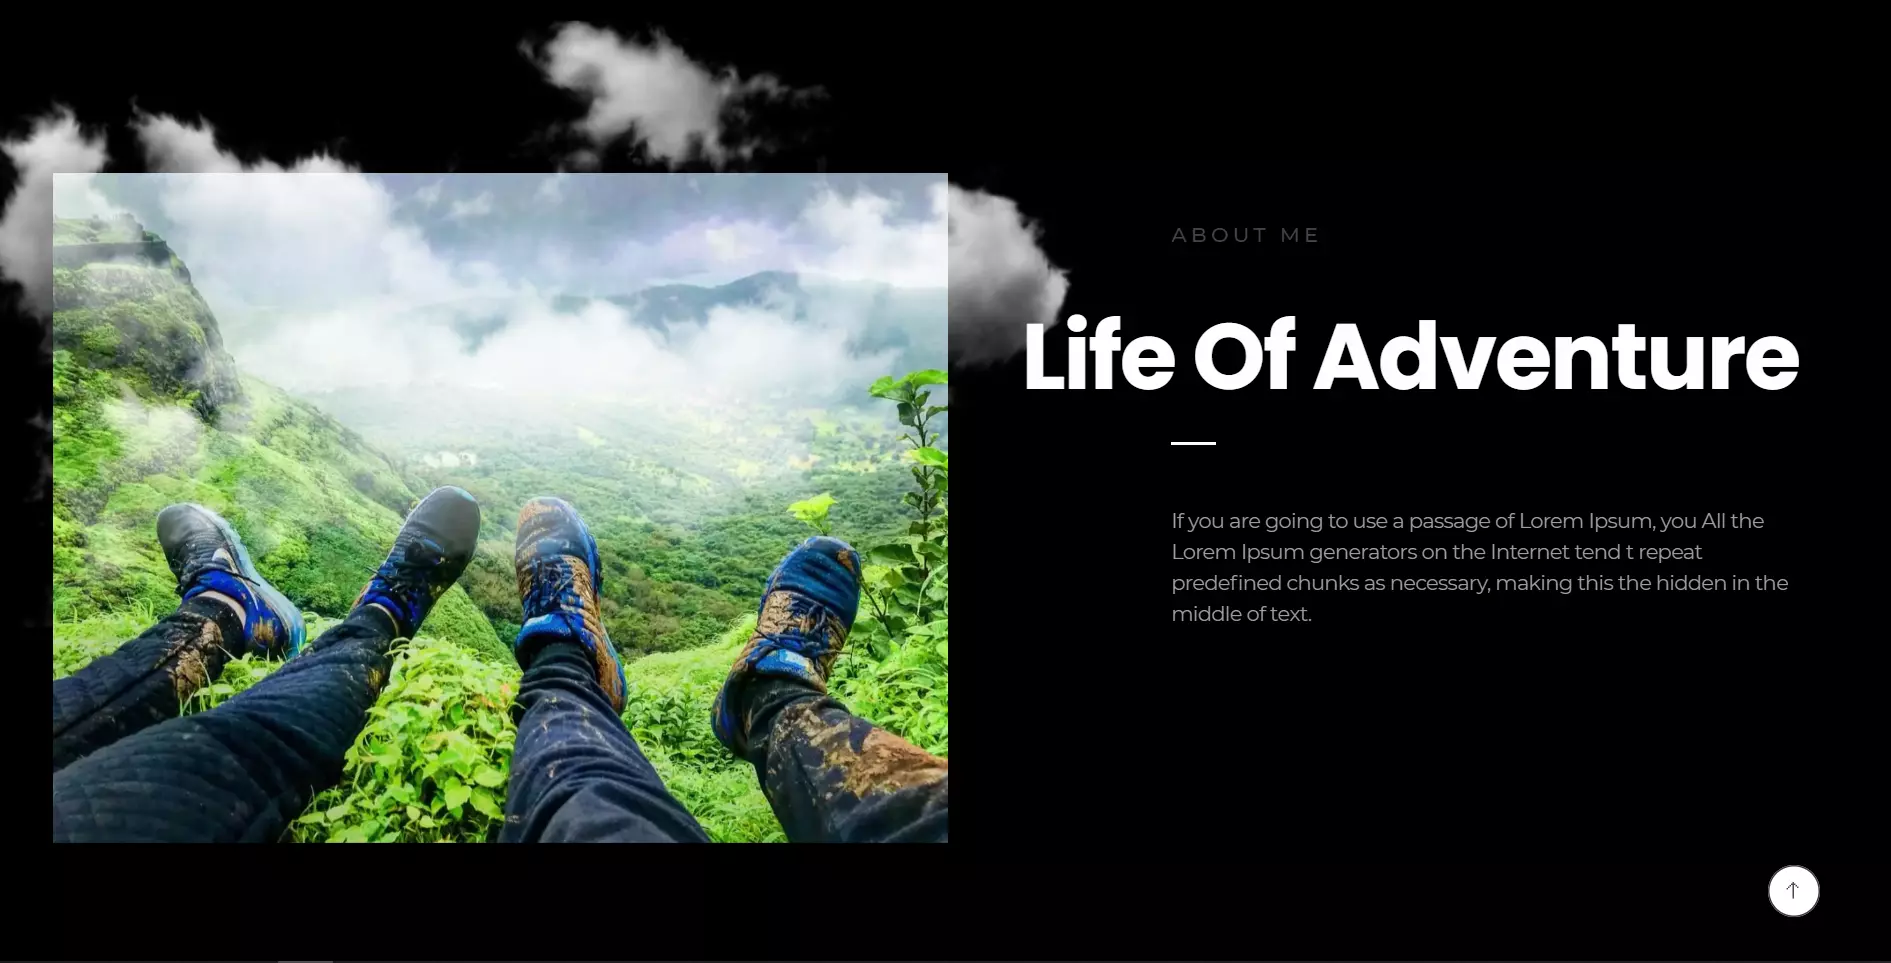 ABOUT ME
Life Of Adventure
If you are going to use a passage of Lorem Ipsum, you All the
Lorem Ipsum generators on the Internet tend t repeat
predefined chunks as necessary, making this the hidden in the
middle of text.